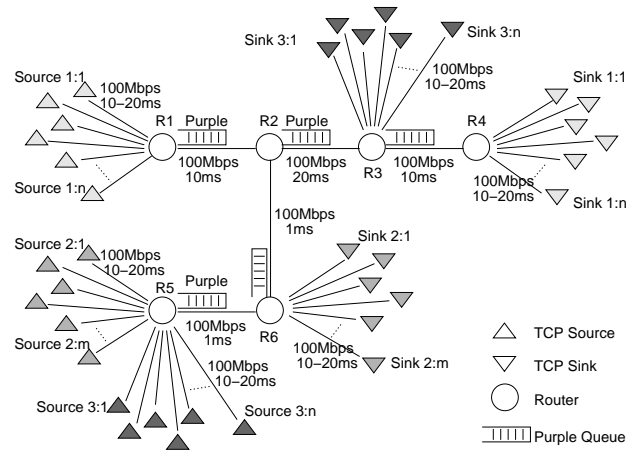 Sink 3:1
Sink 3:n
100Mbps
10–20ms
Source 1:1
100Mbps
10–20ms
R1
Purple
R2
Purple
R3
R4
Sink 1:1
100Mbps
10ms
100Mbps
20ms
100Mbps
10ms
100Mbps
10–20ms
Source 1:n
Sink 1:n
100Mbps
1ms
Source 2:1
100Mbps
10–20ms
R5
Purple
Sink 2:1
100Mbps
1ms
R6
Source 2:m
100Mbps
10–20ms
Sink 2:m
100Mbps
10–20ms
Source 3:1
Source 3:n
TCP Source
TCP Sink
Router
Purple Queue